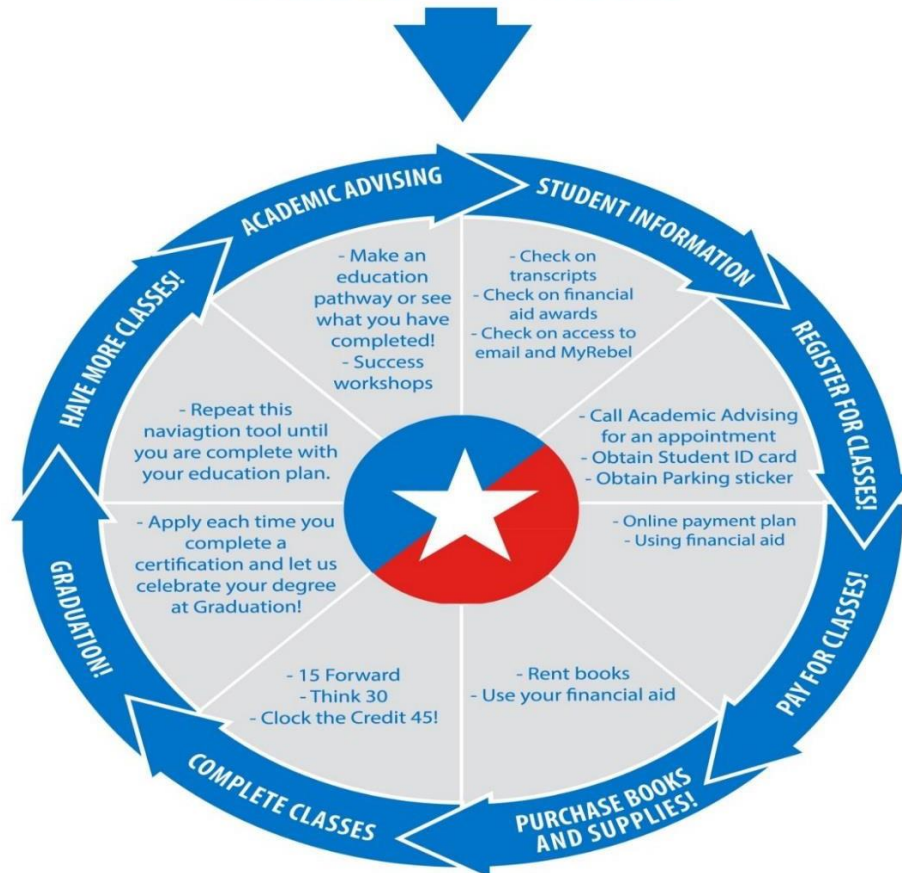 ACADEMIC ADVISING
- Make an
education
pathway or see
what you have
completed!
- Success
workshops
STUDENT INFORMATION
- Check on
transcripts
- Check on financial
aid awards
- Check on access to
email and MyRebel
REGISTER FOR CLASSES!
- Call Academic Advising
for an appointment
- Obtain Student ID card
- Obtain Parking sticker
PAY FOR CLASSES!
- Online payment plan
- Using financial aid
PURCHASE BOOKS
AND SUPPLIES!
- Rent books
- Use your financial aid
COMPLETE CLASSES
- 15 Forward
- Think 30
- Clock the Credit 45!
GRADUATION!
- Apply each time you
complete a
certification and let us
celebrate your degree
at Graduation!
HAVE MORE CLASSES!
- Repeat this
naviagtion tool until
you are complete with
your education plan.